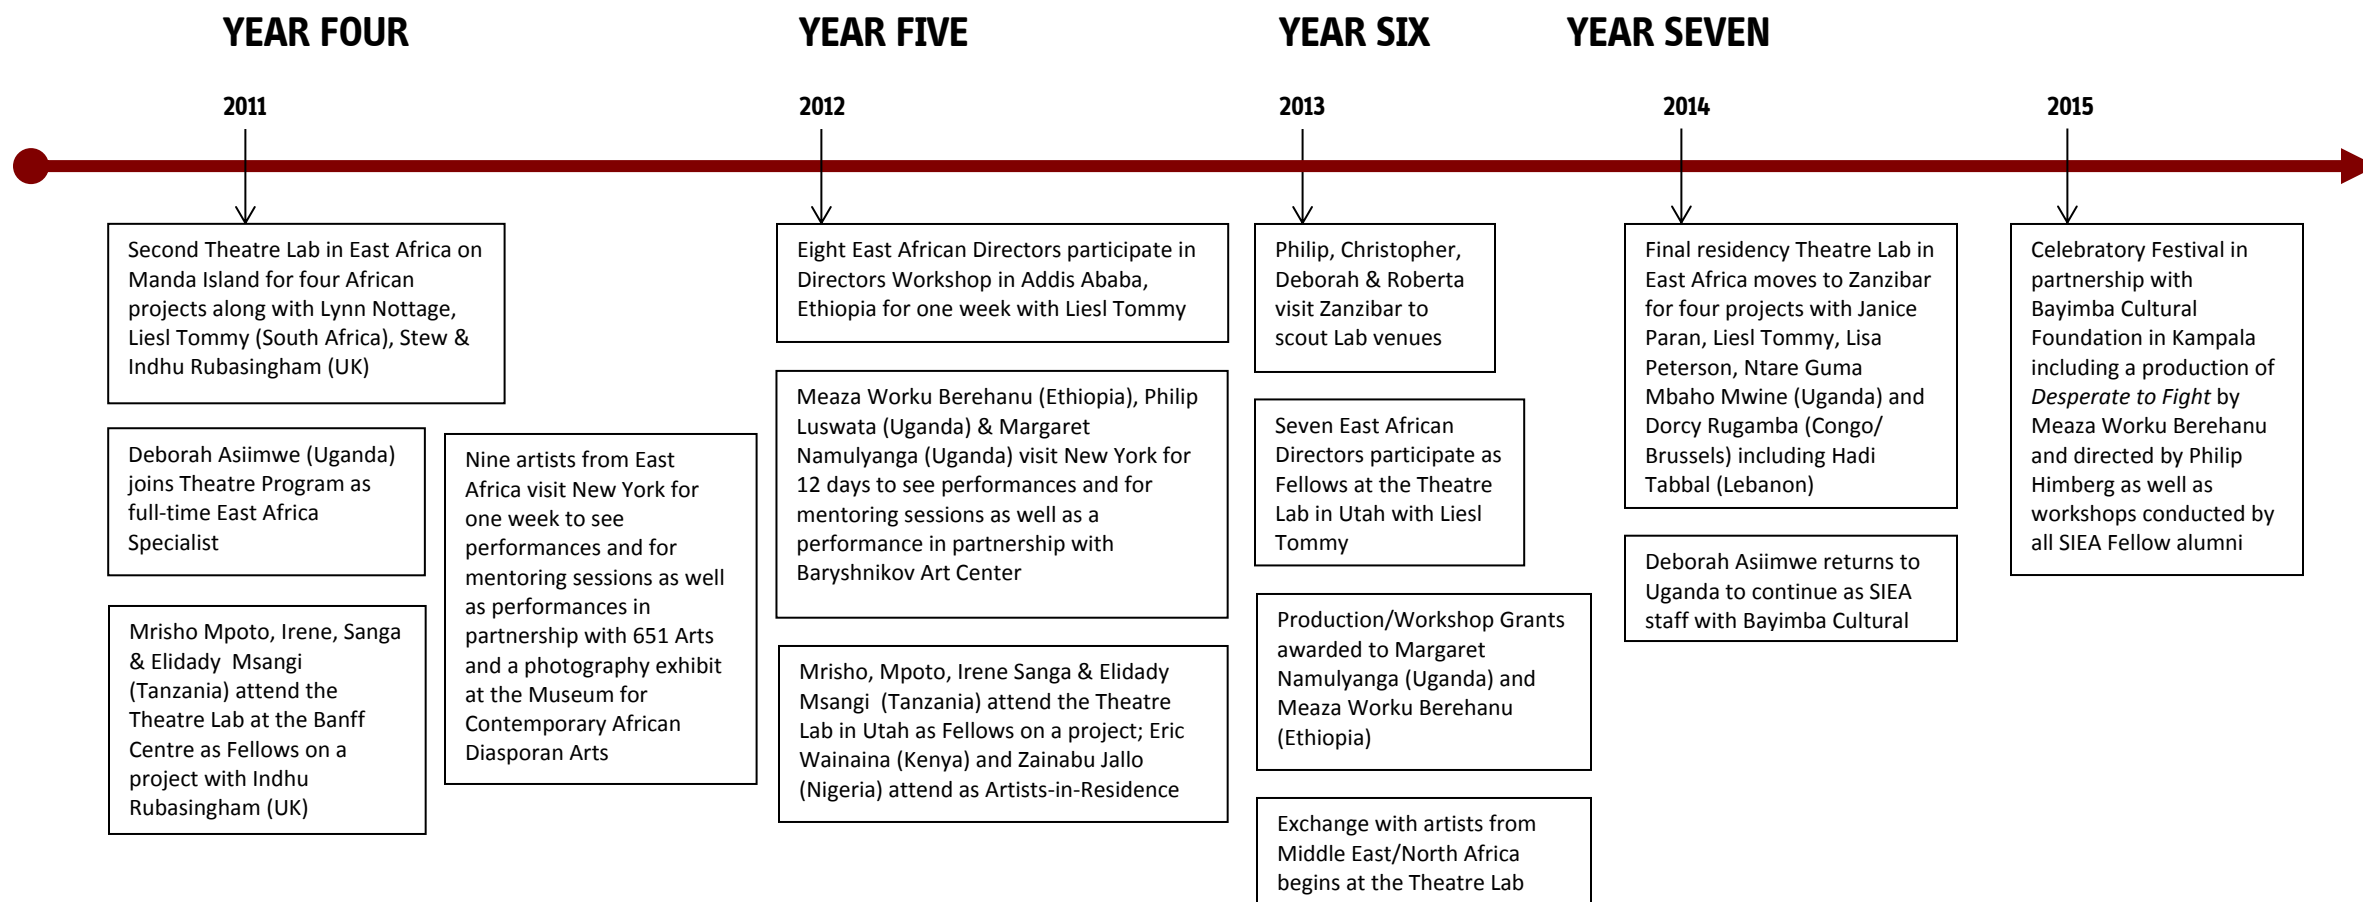 YEAR FOUR
YEAR FIVE
YEAR SIX
YEAR SEVEN
2011
2012
2013
2014
2015
Second Theatre Lab in East Africa on
Manda Island for four African
projects along with Lynn Nottage,
Liesl Tommy (South Africa), Stew &
Indhu Rubasingham (UK)
Deborah Asiimwe (Uganda)
joins Theatre Program as
full-time East Africa
Specialist
Mrisho Mpoto, Irene, Sanga
& Elidady  Msangi
(Tanzania) attend the
Theatre Lab at the Banff
Centre as Fellows on a
project with Indhu
Rubasingham (UK)
Nine artists from East
Africa visit New York for
one week to see
performances and for
mentoring sessions as well
as performances in
partnership with 651 Arts
and a photography exhibit
at the Museum for
Contemporary African
Diasporan Arts
Eight East African Directors participate in
Directors Workshop in Addis Ababa,
Ethiopia for one week with Liesl Tommy
Meaza Worku Berehanu (Ethiopia), Philip
Luswata (Uganda) & Margaret
Namulyanga (Uganda) visit New York for
12 days to see performances and for
mentoring sessions as well as a
performance in partnership with
Baryshnikov Art Center
Mrisho, Mpoto, Irene Sanga & Elidady
Msangi  (Tanzania) attend the Theatre
Lab in Utah as Fellows on a project; Eric
Wainaina (Kenya) and Zainabu Jallo
(Nigeria) attend as Artists-in-Residence
Philip, Christopher,
Deborah & Roberta
visit Zanzibar to
scout Lab venues
Seven East African
Directors participate as
Fellows at the Theatre
Lab in Utah with Liesl
Tommy
Production/Workshop Grants
awarded to Margaret
Namulyanga (Uganda) and
Meaza Worku Berehanu
(Ethiopia)
Exchange with artists from
Middle East/North Africa
begins at the Theatre Lab
Final residency Theatre Lab in
East Africa moves to Zanzibar
for four projects with Janice
Paran, Liesl Tommy, Lisa
Peterson, Ntare Guma
Mbaho Mwine (Uganda) and
Dorcy Rugamba (Congo/
Brussels) including Hadi
Tabbal (Lebanon)
Deborah Asiimwe returns to
Uganda to continue as SIEA
staff with Bayimba Cultural
Celebratory Festival in
partnership with
Bayimba Cultural
Foundation in Kampala
including a production of
Desperate to Fight by
Meaza Worku Berehanu
and directed by Philip
Himberg as well as
workshops conducted by
all SIEA Fellow alumni